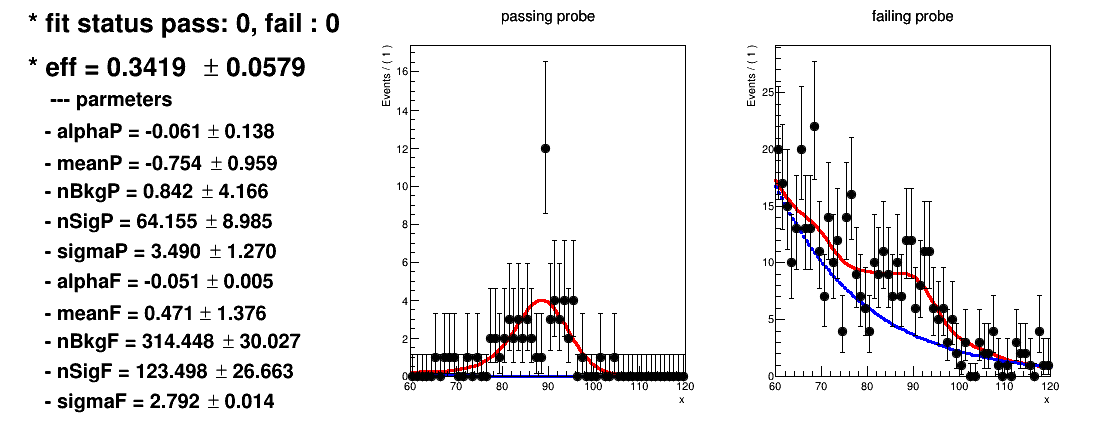 * fit status pass: 0, fail : 0
* eff = 0.3419 ± 0.0579
--- parmeters
- alphaP = -0.061 ± 0.138
- meanP = -0.754 ± 0.959
- nBkgP = 0.842 ± 4.166
- nSigP = 64.155 ± 8.985
- sigmaP = 3.490 ± 1.270
- alphaF = -0.051 ± 0.005
- meanF = 0.471 ± 1.376
- nBkgF = 314.448 ± 30.027
- nSigF = 123.498 ± 26.663
- sigmaF = 2.792 ± 0.014
passing probe
Events / ( 1 )
16
14
12
10
8
6
4
2
0
60 70 80 90 100 110 120
x
failing probe
Events / ( 1 )
25
20
15
10
5
0
60 70 80 90 100 110 120
x